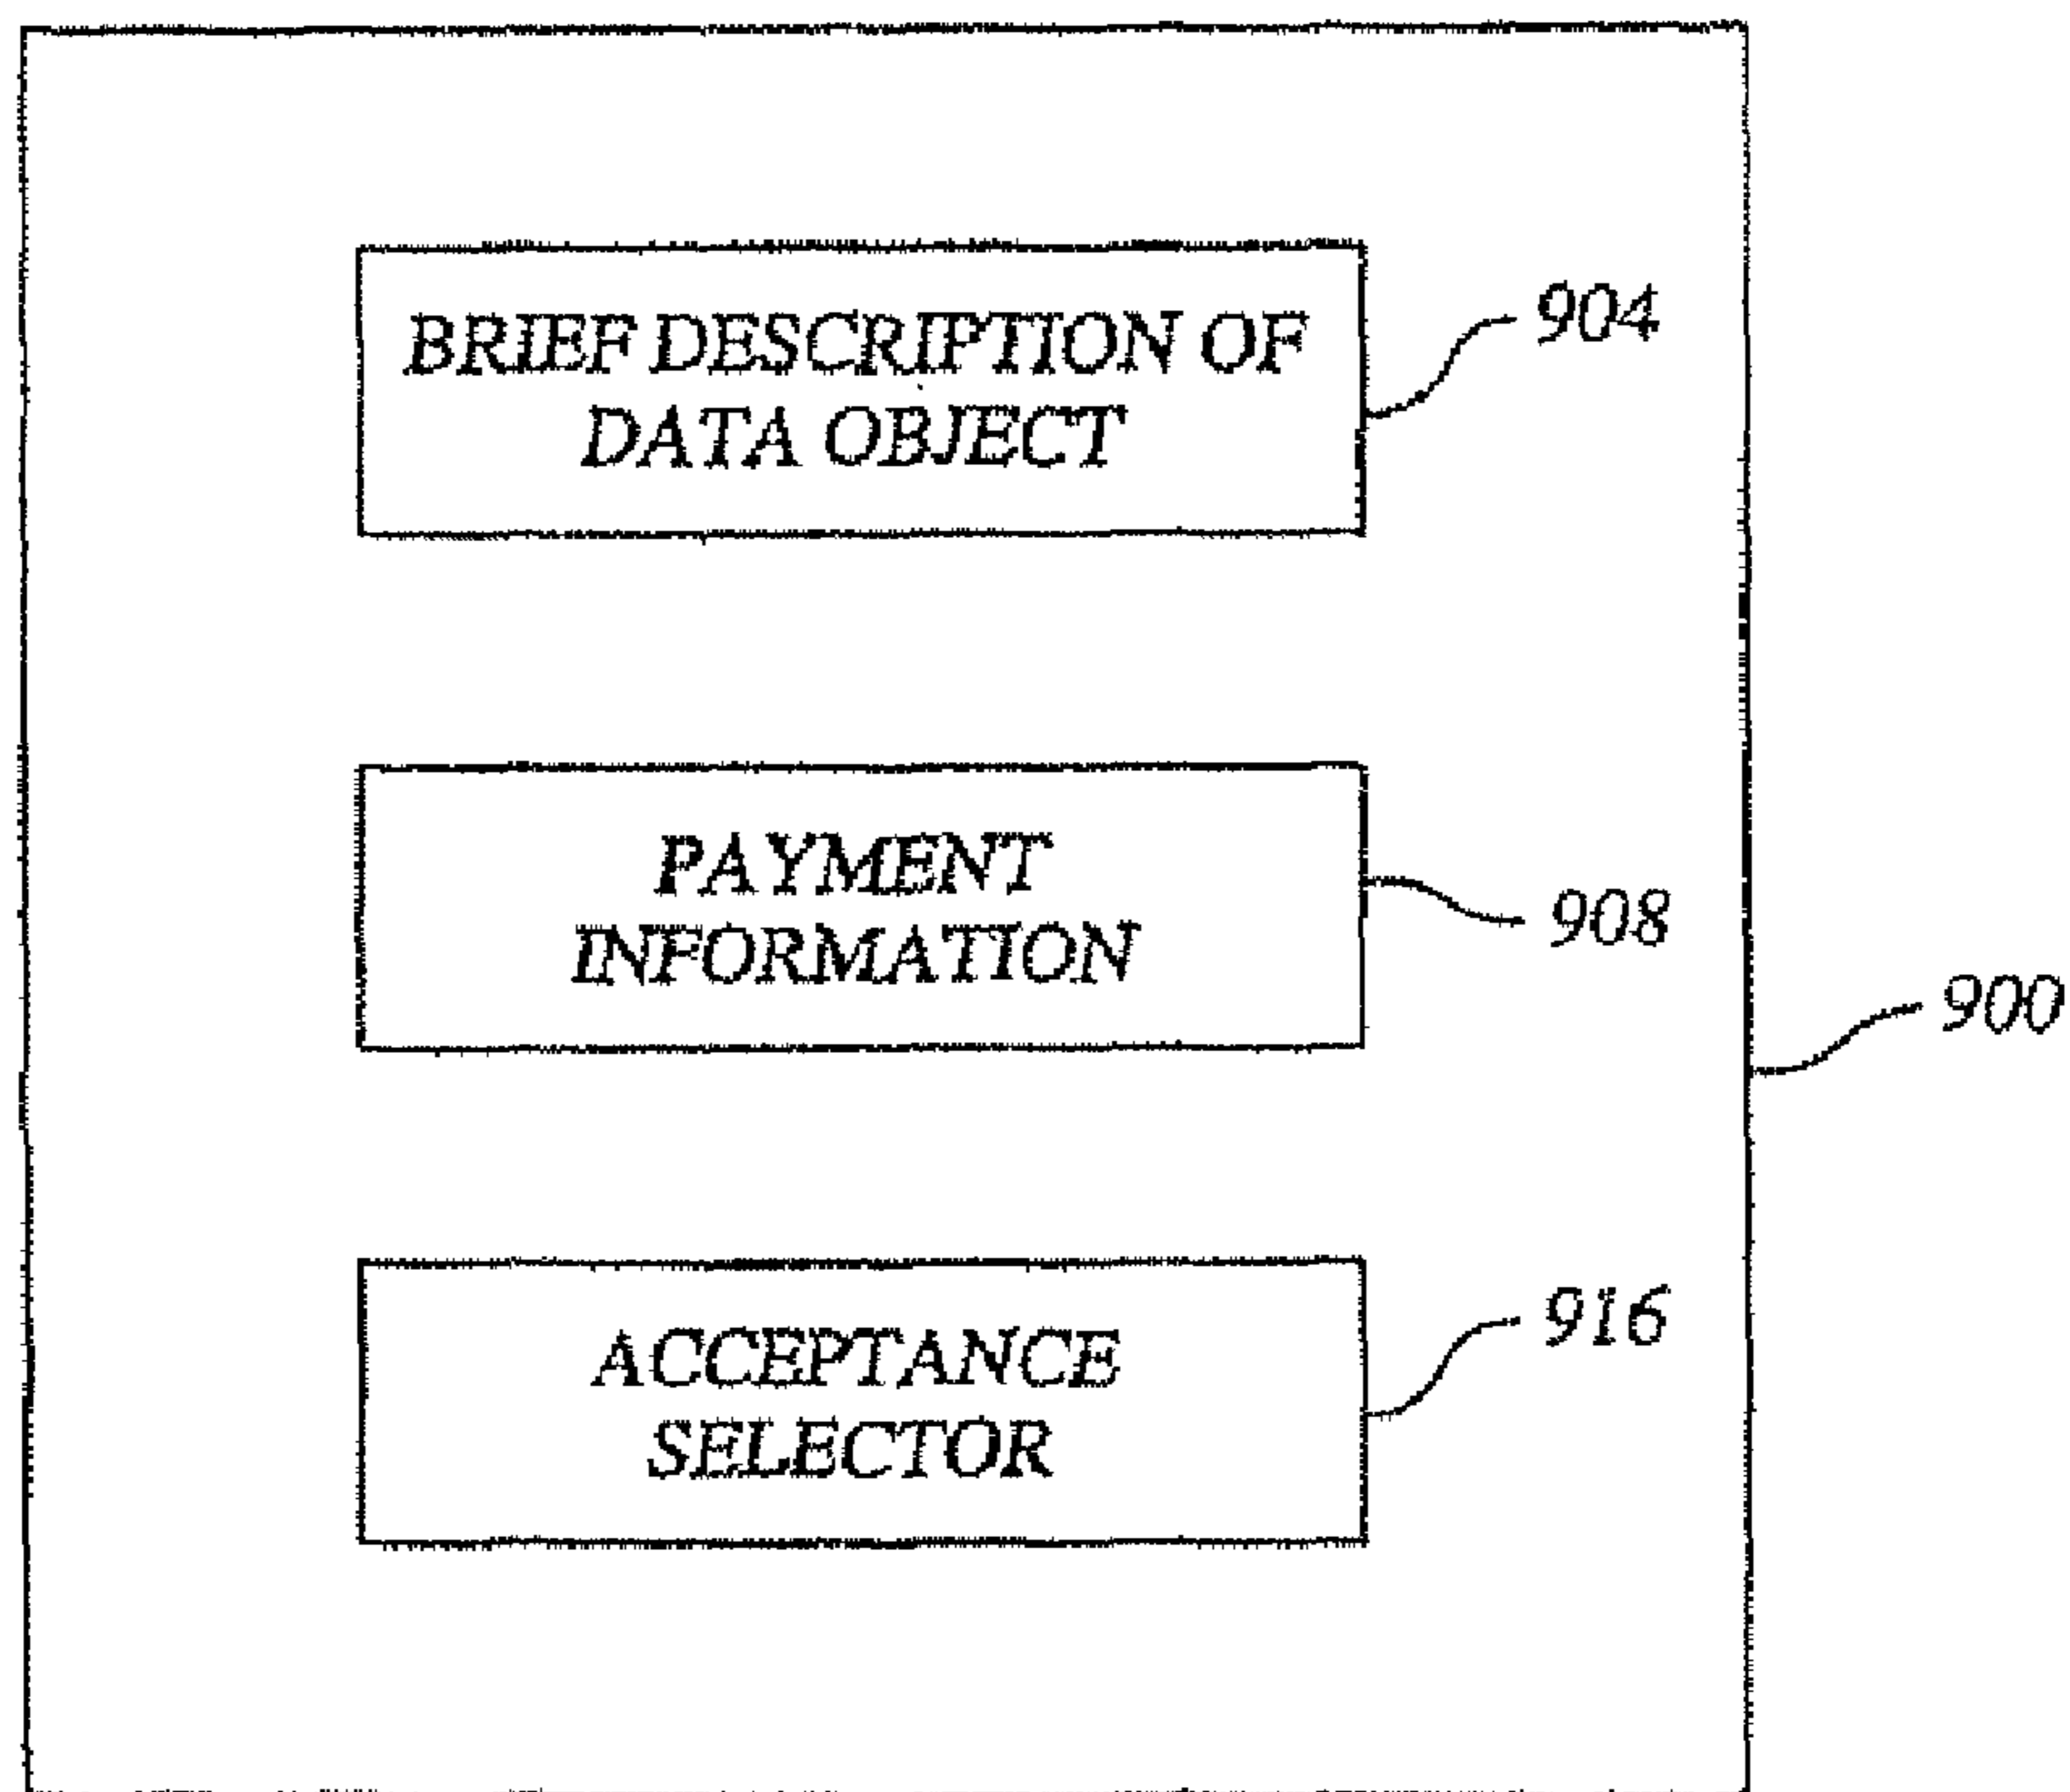 BRIEF DESCRIPTION OF
DATA OBJECT
904
PAYMENT
INFORMATION
908
900
ACCEPTANCE
SELECTOR
916